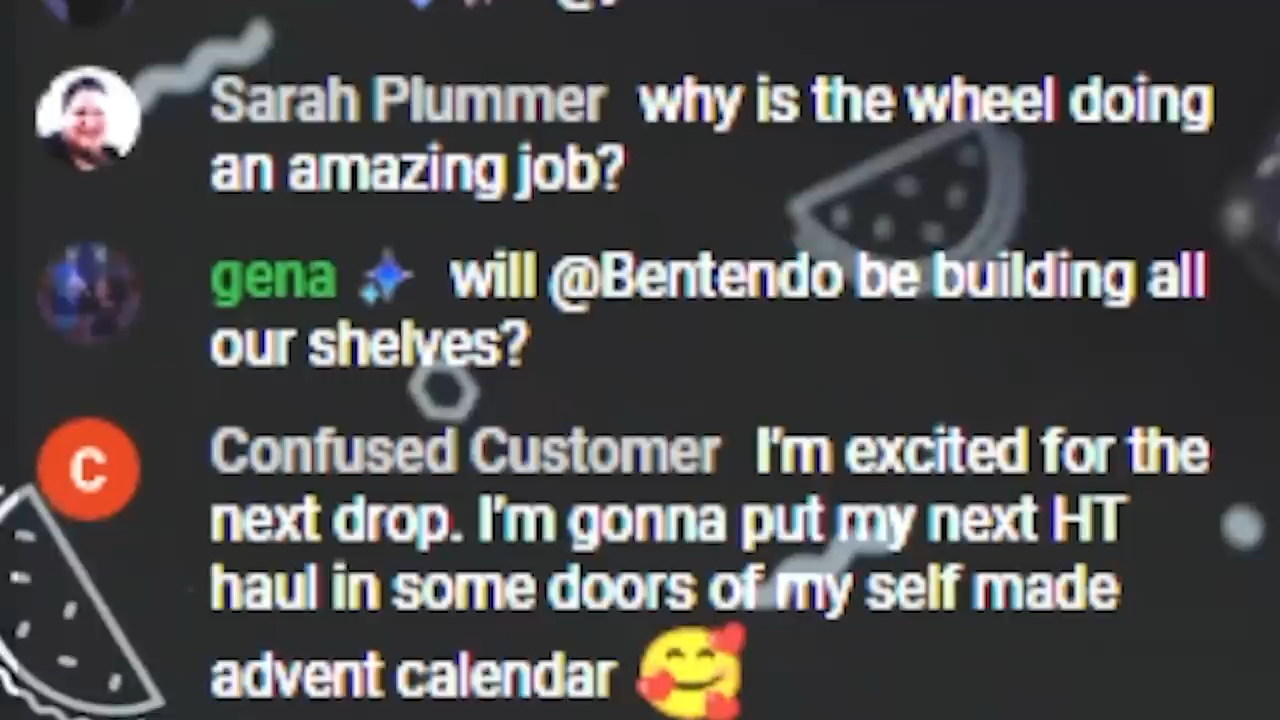 Sarah Plummer why is the wheel doing
an amazing job?
gena will @Bentendo be building all
our shelves?
C
Confused Customer I'm excited for the
next drop. I'm gonna put my next HT
haul in some doors of my self made
advent calendar